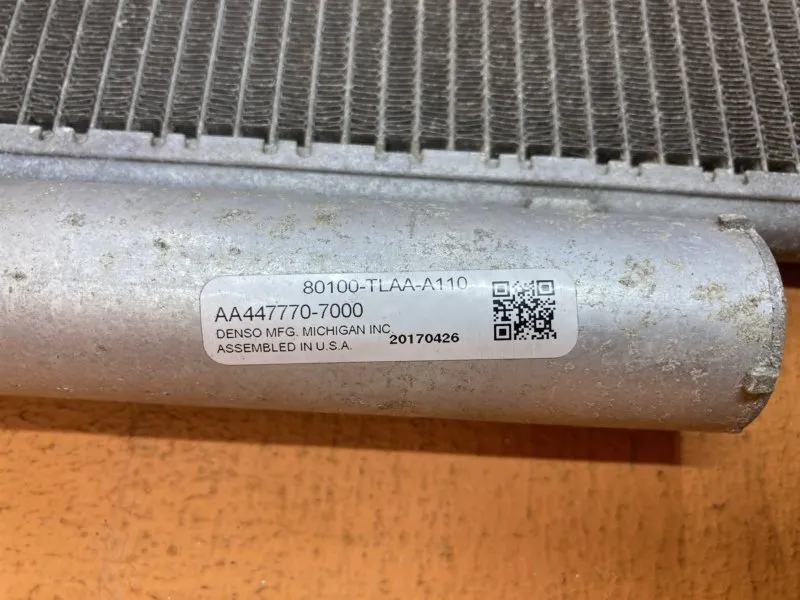 80100-TLAA-A110
AA447770-7000
DENSO MFG. MICHIGAN INC.
ASSEMBLED IN U.S.A. 20170426